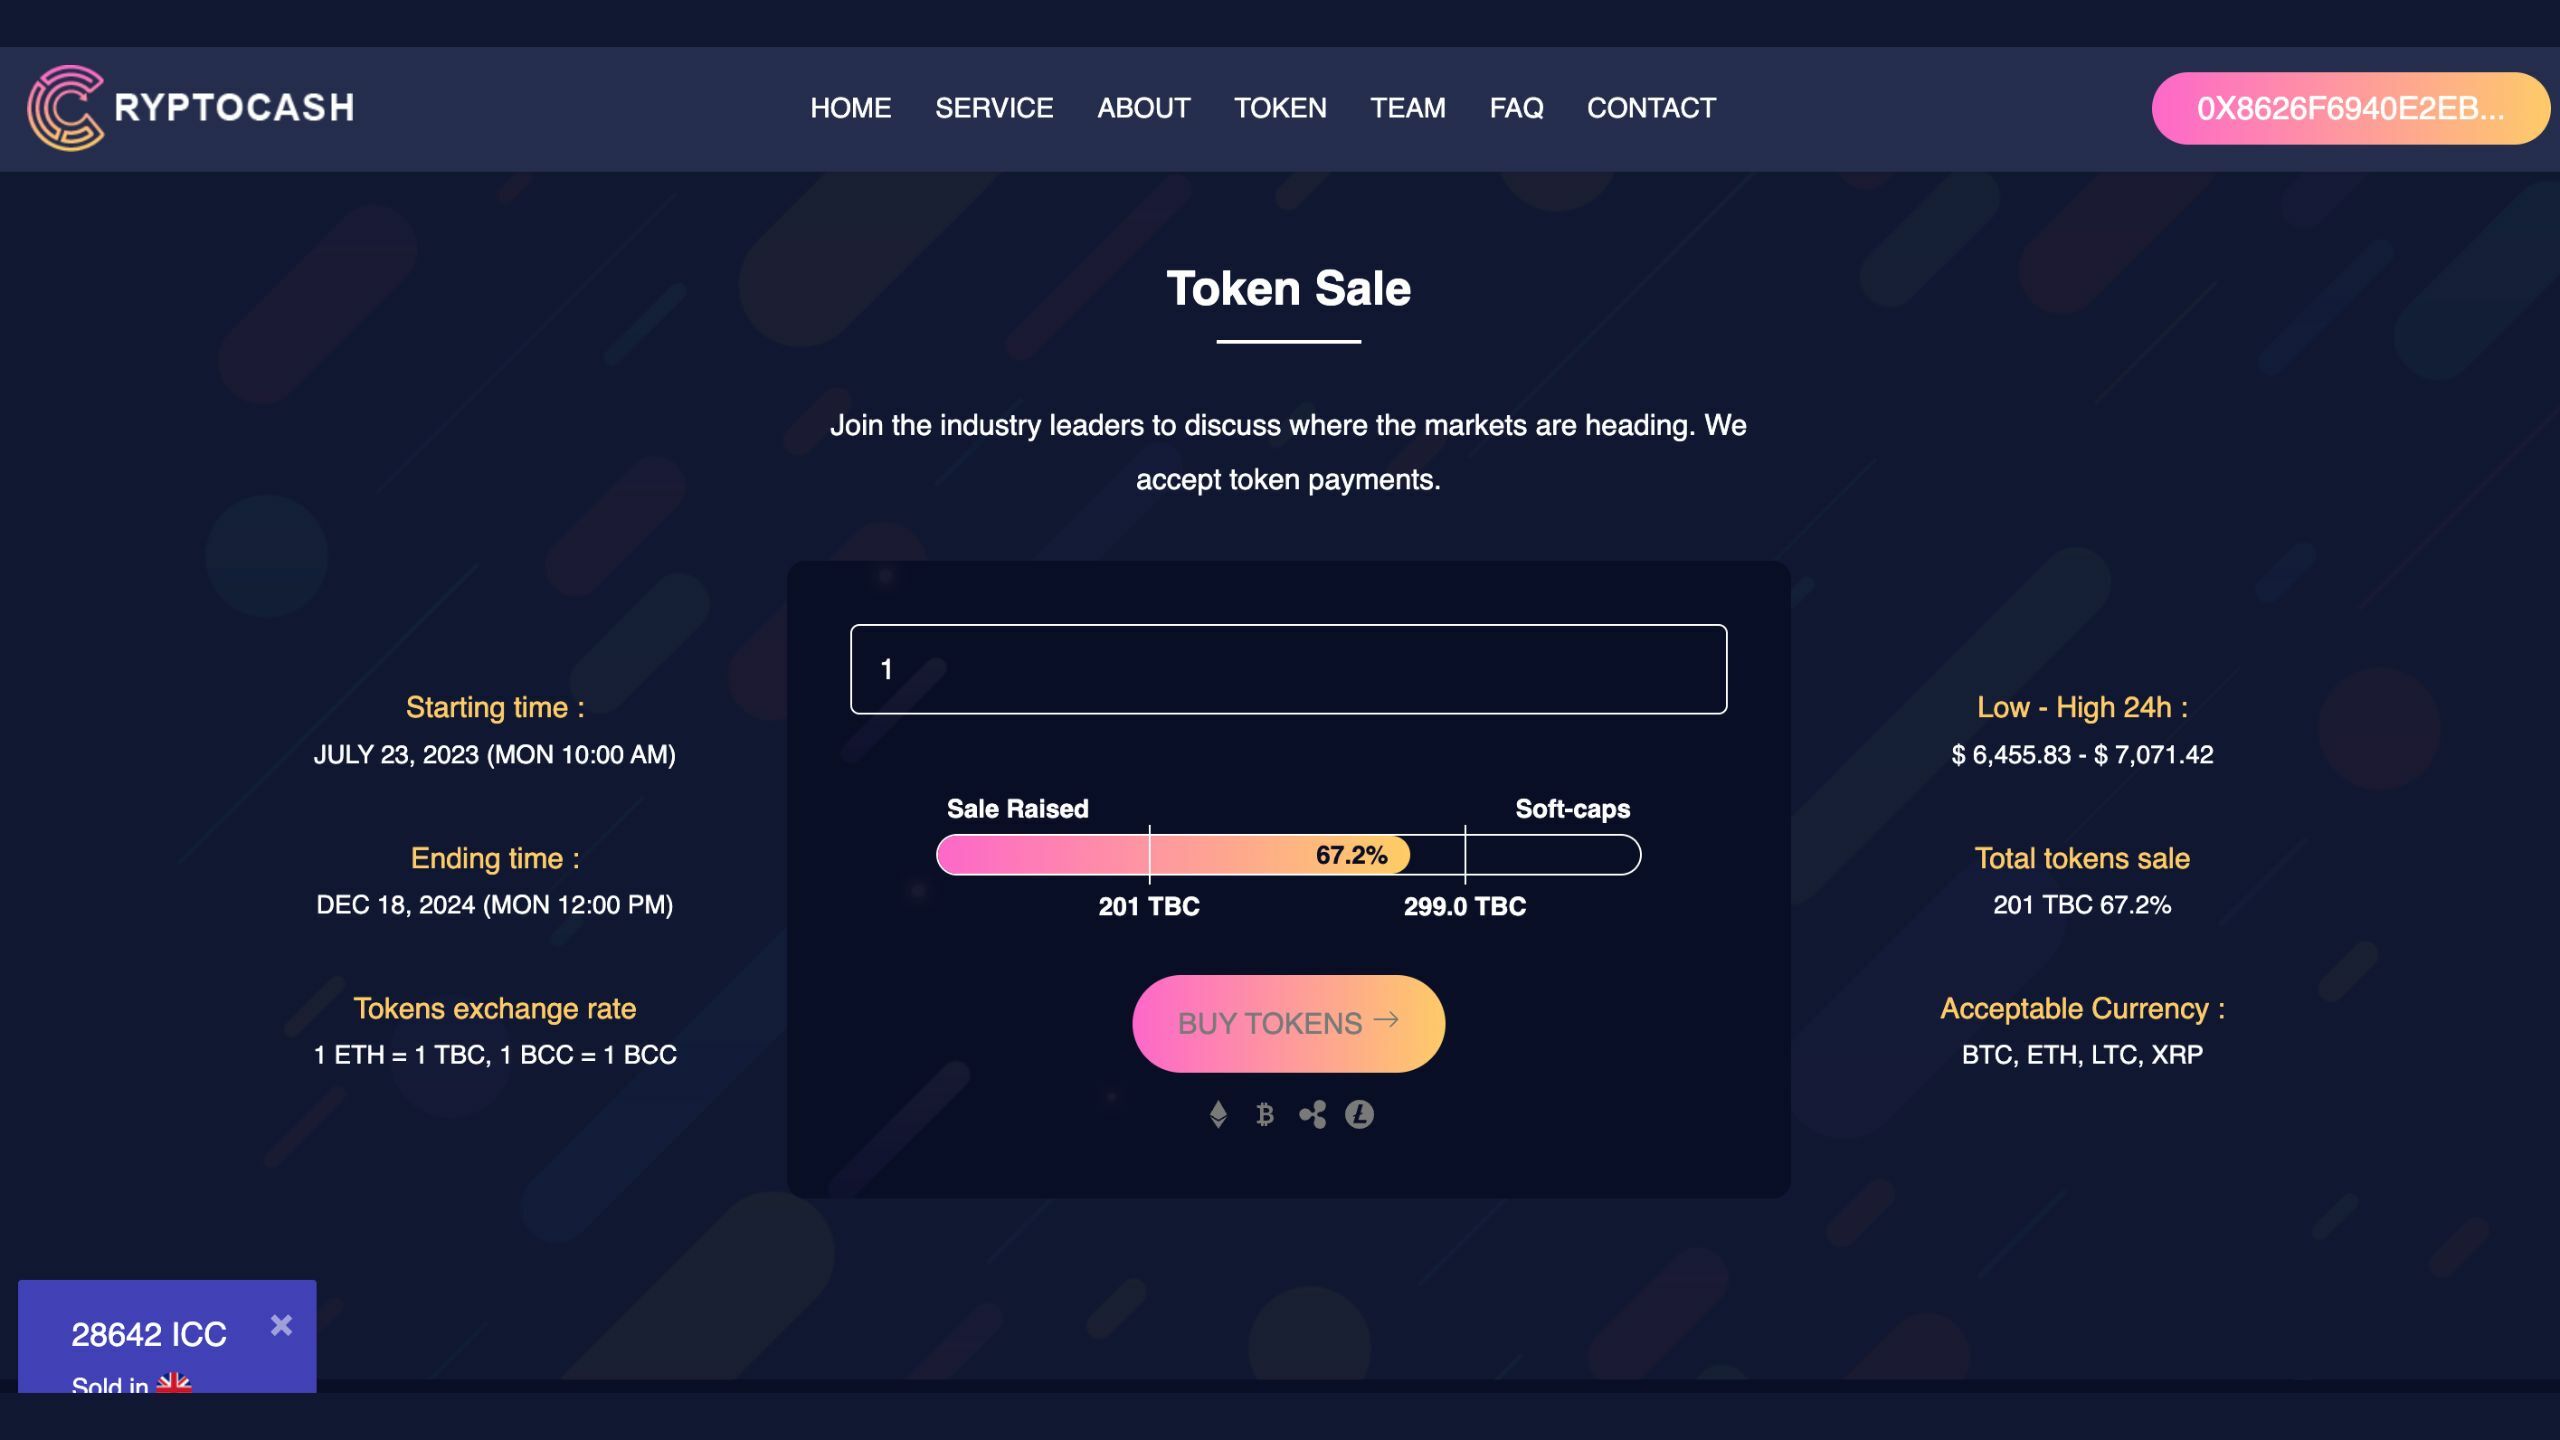 RYPTOCASH
HOME SERVICE ABOUT TOKEN TEAM FAQ CONTACT
0X8626F6940E2EB...
Token Sale
Join the industry leaders to discuss where the markets are heading. We
accept token payments.
Starting time :
JULY 23, 2023 (MON 10:00 AM)
Ending time :
DEC 18, 2024 (MON 12:00 PM)
Tokens exchange rate
1 ETH = 1 TBC, 1 BCC = 1 BCC
1
Sale Raised Soft-caps
67.2%
201 TBC 299.0 TBC
BUY TOKENS →
Low - High 24h :
$ 6,455.83 - $ 7,071.42
Total tokens sale
201 TBC 67.2%
Acceptable Currency :
BTC, ETH, LTC, XRP
28642 ICC ×
Sold in